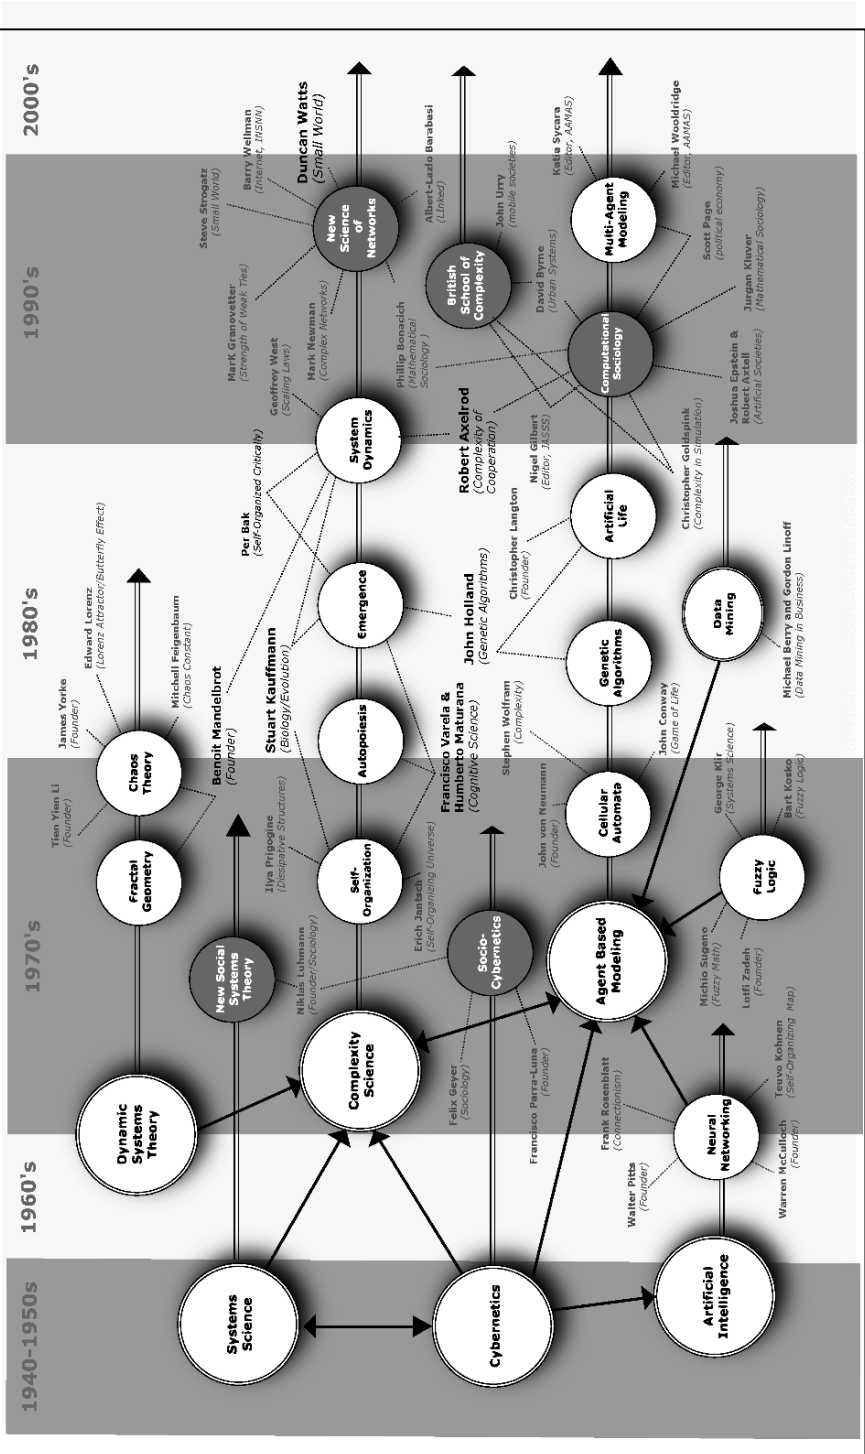 1940-1950s
1960's
1970's
1980's
1990's
2000's
Tien Yien Li
(Founder)
James Yorke
(Founder)
Edward Lorenz
(Lorenz Attractor/Butterfly Effect)
Mitchell Feigenbaum
(Chaos Constant)
Dynamic
Systems
Theory
Fractal
Geometry
Chaos
Theory
Benoit Mandelbrot
(Founder)
Systems
Science
New Social
Systems
Theory
Niklas Luhmann
(Founder/Sociology)
Ilya Prigogine
(Dissipative Structures)
Stuart Kauffmann
(Biology/Evolution)
Per Bak
(Self-Organized Critically)
Geoffrey West
(Scaling Laws)
Mark Granovetter
(Strength of Weak Ties)
Steve Strogatz
(Small World)
Barry Wellman
(Internet, INSNN)
Duncan Watts
(Small World)
Mark Newman
(Complex Networks)
Complexity
Science
Self-
Organization
Autopoiesis
Emergence
System
Dynamics
New
Science
of
Networks
Erich Jantsch
(Self-Organizing Universe)
Francisco Varela &
Humberto Maturana
(Cognitive Science)
John Holland
(Genetic Algorithms)
Robert Axelrod
(Complexity of
Cooperation)
Phillip Bonacich
(Mathematical
Sociology )
Albert-Lazlo Barabasi
(Linked)
Cybernetics
Felix Geyer
(Sociology)
Socio-
Cybernetics
Francisco Parra-Luna
(Founder)
British
School of
Complexity
John Urry
(mobile societies)
David Byrne
(Urban Systems)
Nigel Gilbert
(Editor, JASSS)
Stephen Wolfram
(Complexity)
John von Neumann
(Founder)
Christopher Langton
(Founder)
Katia Sycara
(Editor, AAMAS)
Agent Based
Modeling
Cellular
Automata
Genetic
Algorithms
Artificial
Life
Computational
Sociology
Multi-Agent
Modeling
Michael Wooldridge
(Editor, AAMAS)
Scott Page
(political economy)
Jurgan Kluver
(Mathematical Sociology)
Joshua Epstein &
Robert Axtell
(Artificial Societies)
Christopher Goldspink
(Complexity in Simulation)
John Conway
(Game of Life)
Data
Mining
Michael Berry and Gordon Linoff
(Data Mining in Business)
George Klir
(Systems Science)
Bart Kosko
(Fuzzy Logic)
Fuzzy
Logic
Michio Sugeno
(Fuzzy Math)
Lotfi Zadeh
(Founder)
Artificial
Intelligence
Walter Pitts
(Founder)
Frank Rosenblatt
(Connectionism)
Neural
Networking
Warren McCulloch
(Founder)
Teuvo Kohnen
(Self-Organizing Map)